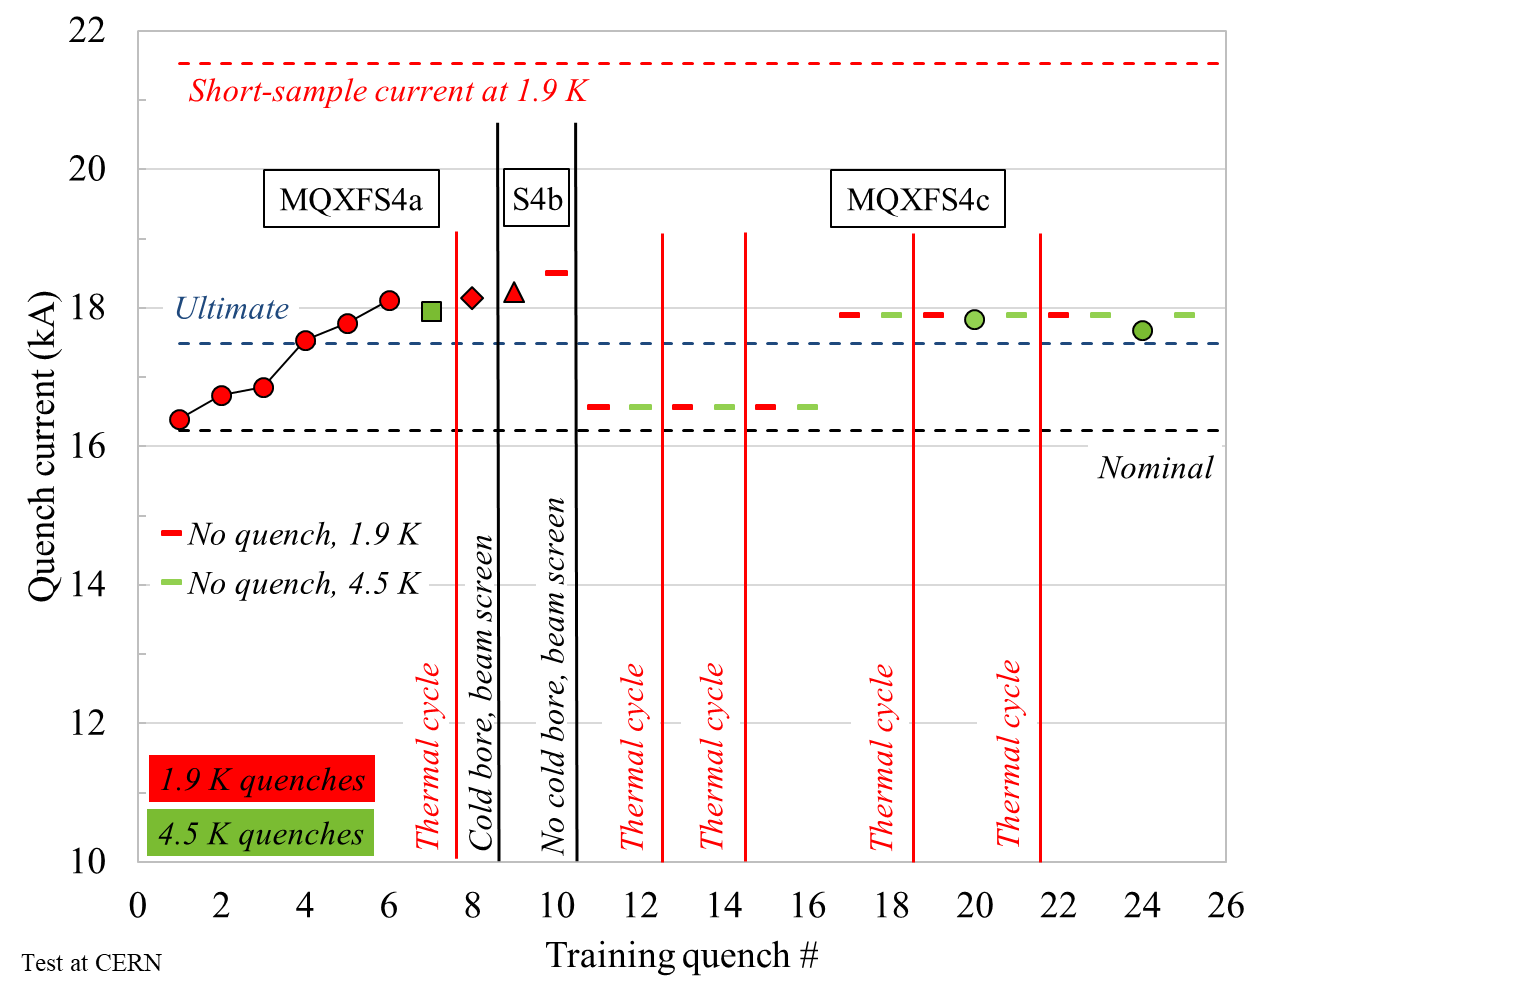 22
20
18
16
14
12
10
Quench current (kA)
Short-sample current at 1.9 K
MQXFS4a
S4b
MQXFS4c
Ultimate
Nominal
No quench, 1.9 K
No quench, 4.5 K
Thermal cycle
Cold bore, beam screen
No cold bore, beam screen
Thermal cycle
Thermal cycle
Thermal cycle
Thermal cycle
1.9 K quenches
4.5 K quenches
0 2 4 6 8 10 12 14 16 18 20 22 24 26
Training quench #
Test at CERN